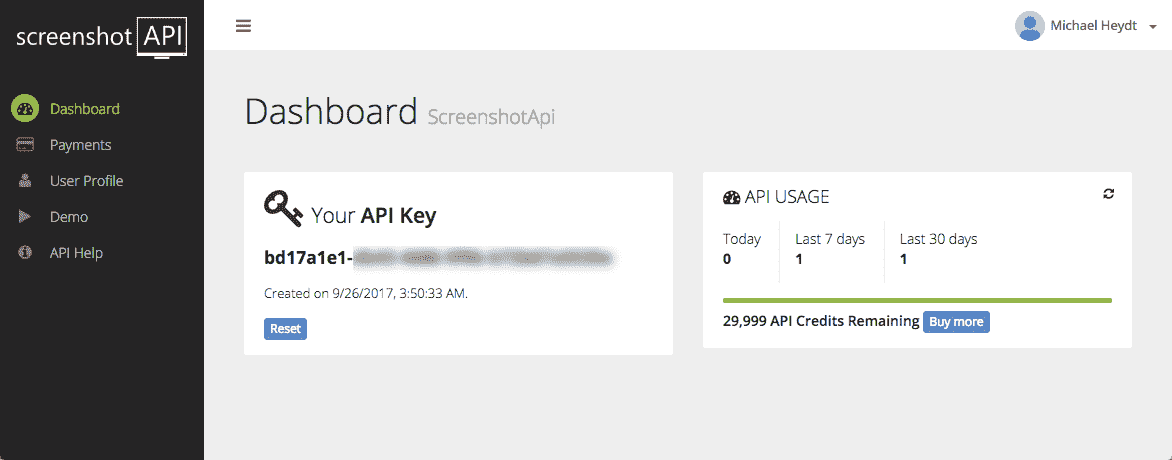 screenshot API
Michael Heydt
Dashboard
Payments
User Profile
Demo
API Help
Dashboard ScreenshotApi
Your API Key
bd17a1e1-
Created on 9/26/2017, 3:50:33 AM.
Reset
API USAGE
Today Last 7 days Last 30 days
0 1 1
29,999 API Credits Remaining Buy more